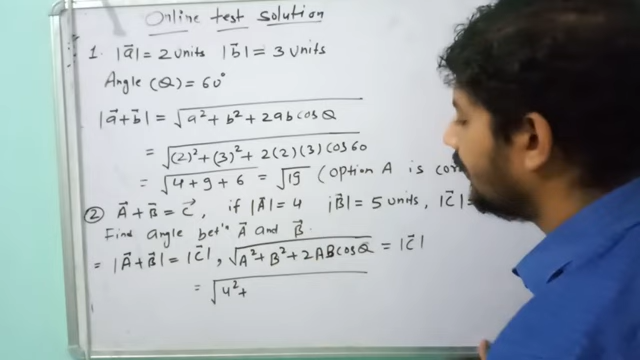 Online test solution
1. |a⃗| = 2 units |b⃗| = 3 units
Angle (θ) = 60°
|a⃗+b⃗| = √(a² + b² + 2ab cos θ)
= √((2)² + (3)² + 2(2)(3) cos 60)
= √(4 + 9 + 6) = √19 (option A is
② A⃗ + B⃗ = C⃗, if |A⃗| = 4 |B⃗| = 5 units, |C⃗| =
Find angle betⁿ A⃗ and B⃗.
= |A⃗+B⃗| = |C⃗|, √(A² + B² + 2AB cos θ) = |C⃗|
= √(4² +